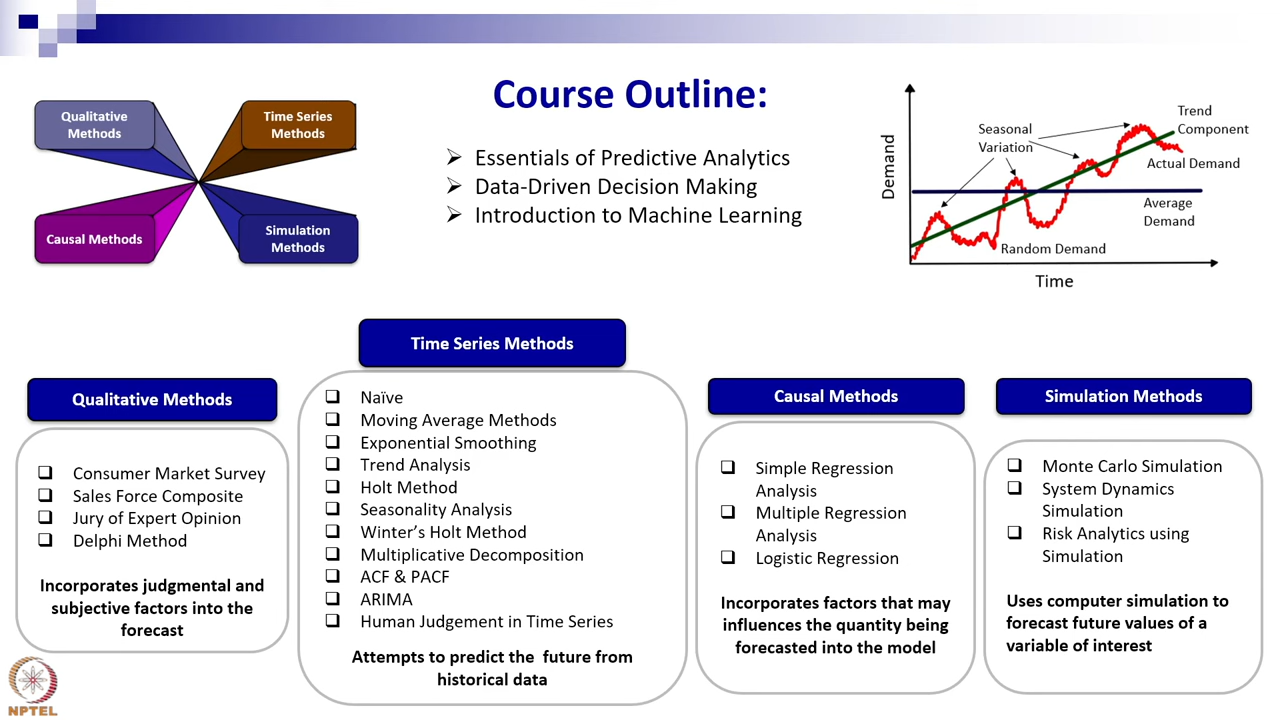 Course Outline:
Qualitative
Methods
Time Series
Methods
Causal Methods
Simulation
Methods
Essentials of Predictive Analytics
Data-Driven Decision Making
Introduction to Machine Learning
Demand
Seasonal
Variation
Trend
Component
Actual Demand
Average
Demand
Random Demand
Time
Qualitative Methods
Consumer Market Survey
Sales Force Composite
Jury of Expert Opinion
Delphi Method
Incorporates judgmental and
subjective factors into the
forecast
Time Series Methods
Naïve
Moving Average Methods
Exponential Smoothing
Trend Analysis
Holt Method
Seasonality Analysis
Winter’s Holt Method
Multiplicative Decomposition
ACF & PACF
ARIMA
Human Judgement in Time Series
Attempts to predict the future from
historical data
Causal Methods
Simple Regression
Analysis
Multiple Regression
Analysis
Logistic Regression
Incorporates factors that may
influences the quantity being
forecasted into the model
Simulation Methods
Monte Carlo Simulation
System Dynamics
Simulation
Risk Analytics using
Simulation
Uses computer simulation to
forecast future values of a
variable of interest
NPTEL